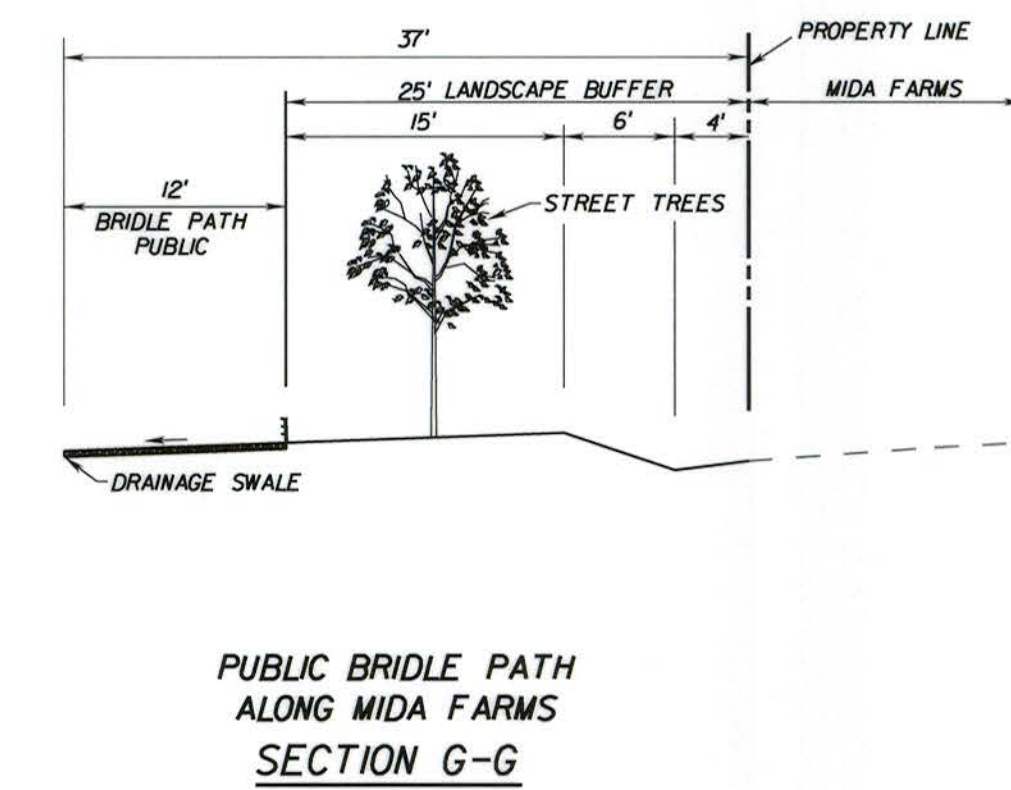 37'
PROPERTY LINE
25' LANDSCAPE BUFFER
MIDA FARMS
15'
6'
4'
12'
BRIDLE PATH
PUBLIC
STREET TREES
DRAINAGE SWALE
PUBLIC BRIDLE PATH
ALONG MIDA FARMS
SECTION G-G